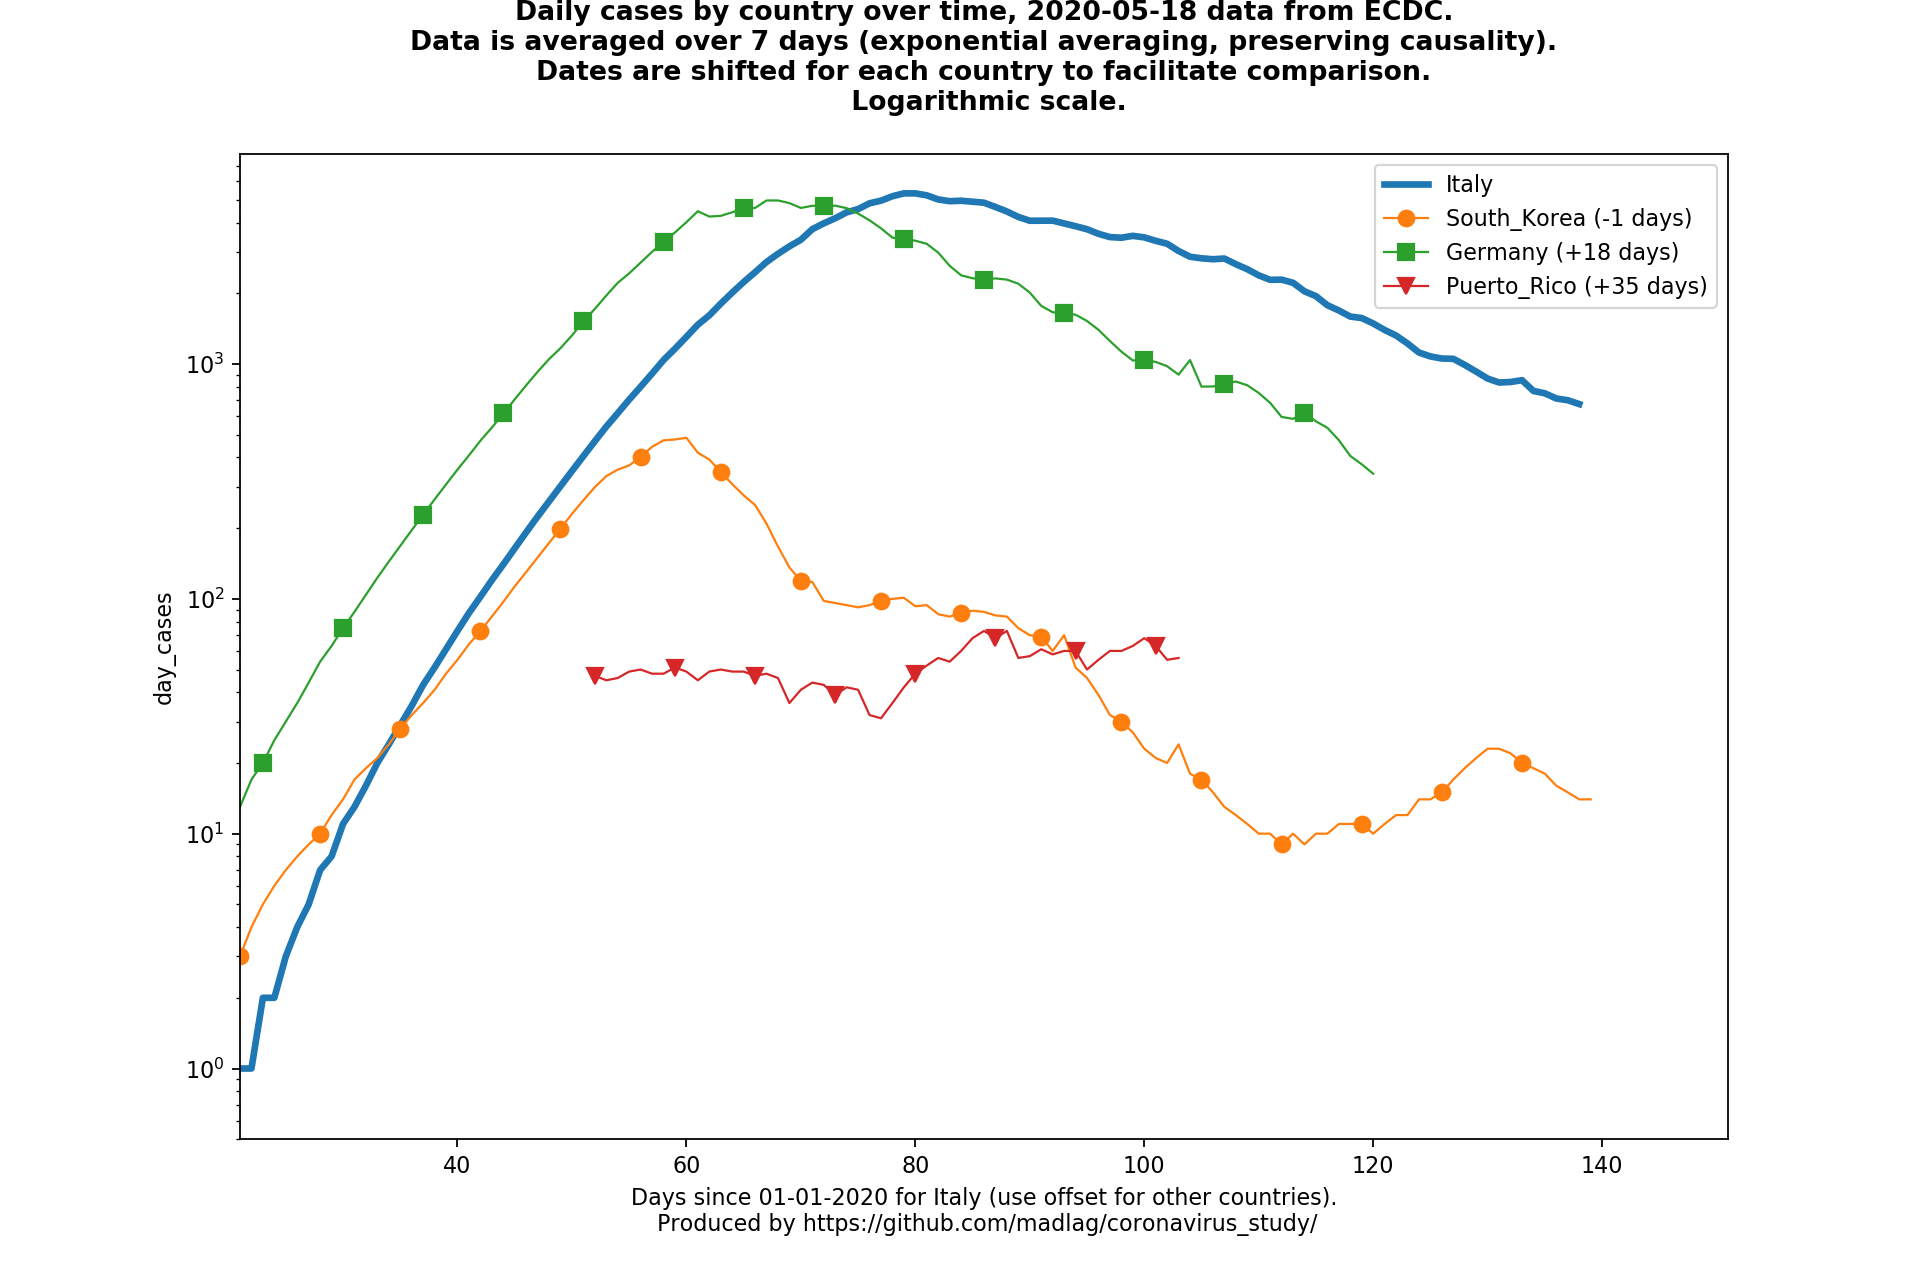 Daily cases by country over time, 2020-05-18 data from ECDC.
Data is averaged over 7 days (exponential averaging, preserving causality).
Dates are shifted for each country to facilitate comparison.
Logarithmic scale.
Italy
South_Korea (-1 days)
Germany (+18 days)
Puerto_Rico (+35 days)
day_cases
10³
10²
10¹
10⁰
40 60 80 100 120 140
Days since 01-01-2020 for Italy (use offset for other countries).
Produced by https://github.com/madlag/coronavirus_study/